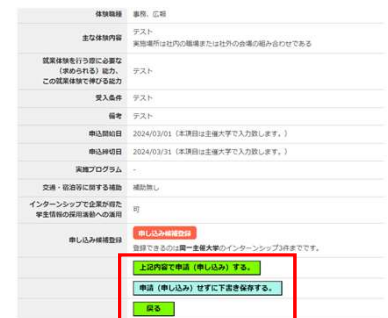 体験職種 事務、広報
主な体験内容 テスト
実施場所は社内の職場または社外の会場の組み合わせである
就業体験を行う際に必要な
（求められる）能力、 テスト
この就業体験で伸びる能力
受入条件 テスト
備考 テスト
申込開始日 2024/03/01（本項目は主催大学で入力致します。）
申込締切日 2024/03/31（本項目は主催大学で入力致します。）
実施プログラム -
交通・宿泊等に関する補助 補助無し
インターンシップで企業が得た
学生情報の採用活動への活用 可
申し込み候補登録 申し込み候補登録
登録できるのは同一主催大学のインターンシップ3件までです。
上記内容で申請（申し込み）する。
申請（申し込み）せずに下書き保存する。
戻る